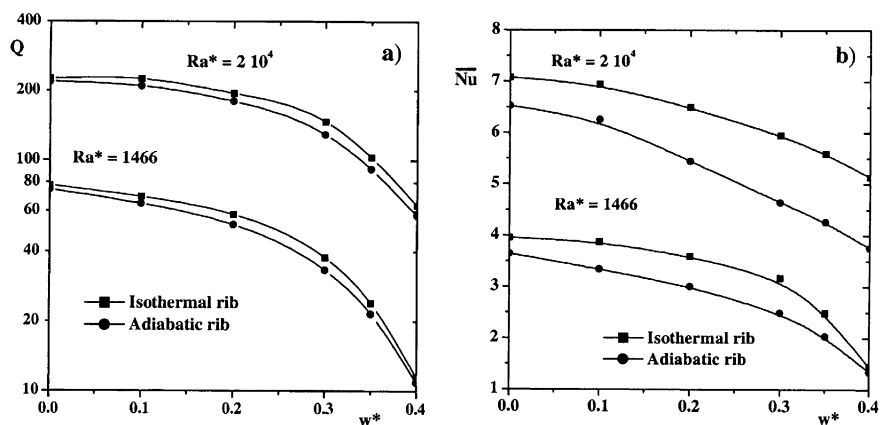 400
Q
a)
Ra* = 2 10⁴
200
Ra* = 1466
100
80
60
40
Isothermal rib
Adiabatic rib
20
10
0.0 0.1 0.2 0.3 0.4
w*
8
Nu
b)
Ra* = 2 10⁴
7
6
5
Ra* = 1466
4
3
Isothermal rib
2
Adiabatic rib
1
0.0 0.1 0.2 0.3 0.4
w*